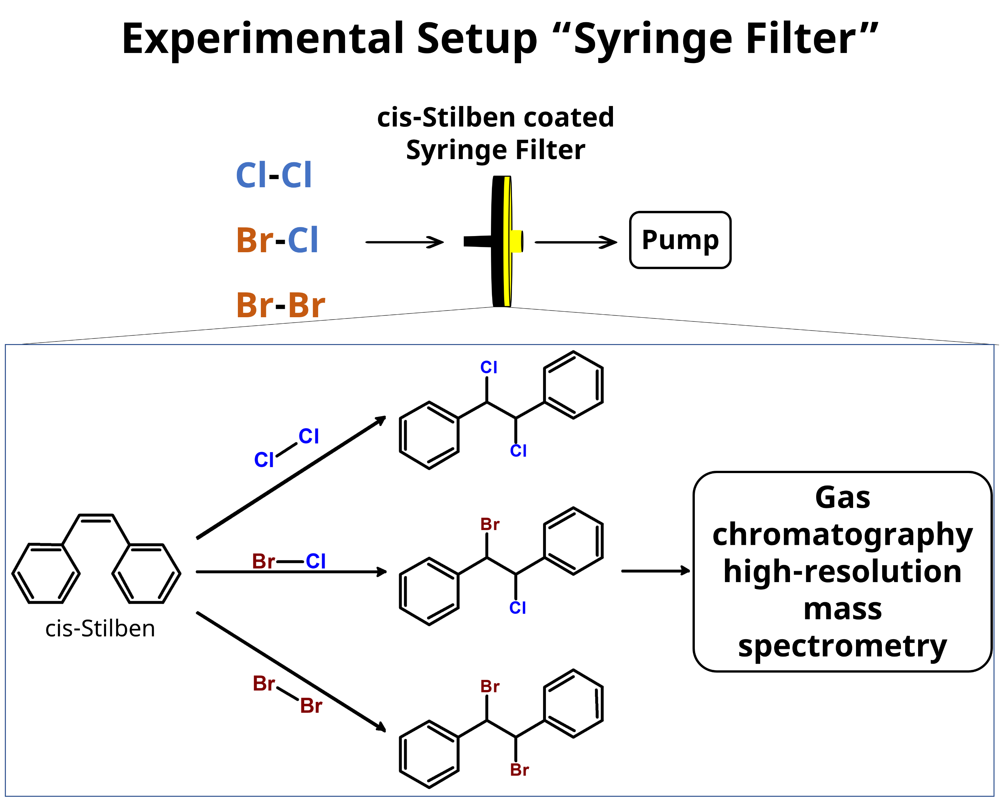 Experimental Setup “Syringe Filter”
cis-Stilben coated
Syringe Filter
Cl-Cl
Br-Cl
Br-Br
Pump
Cl
Cl
Cl
Cl
Br
Cl
Br
Cl
Br
Br
Br
Br
cis-Stilben
Gas
chromatography
high-resolution
mass
spectrometry